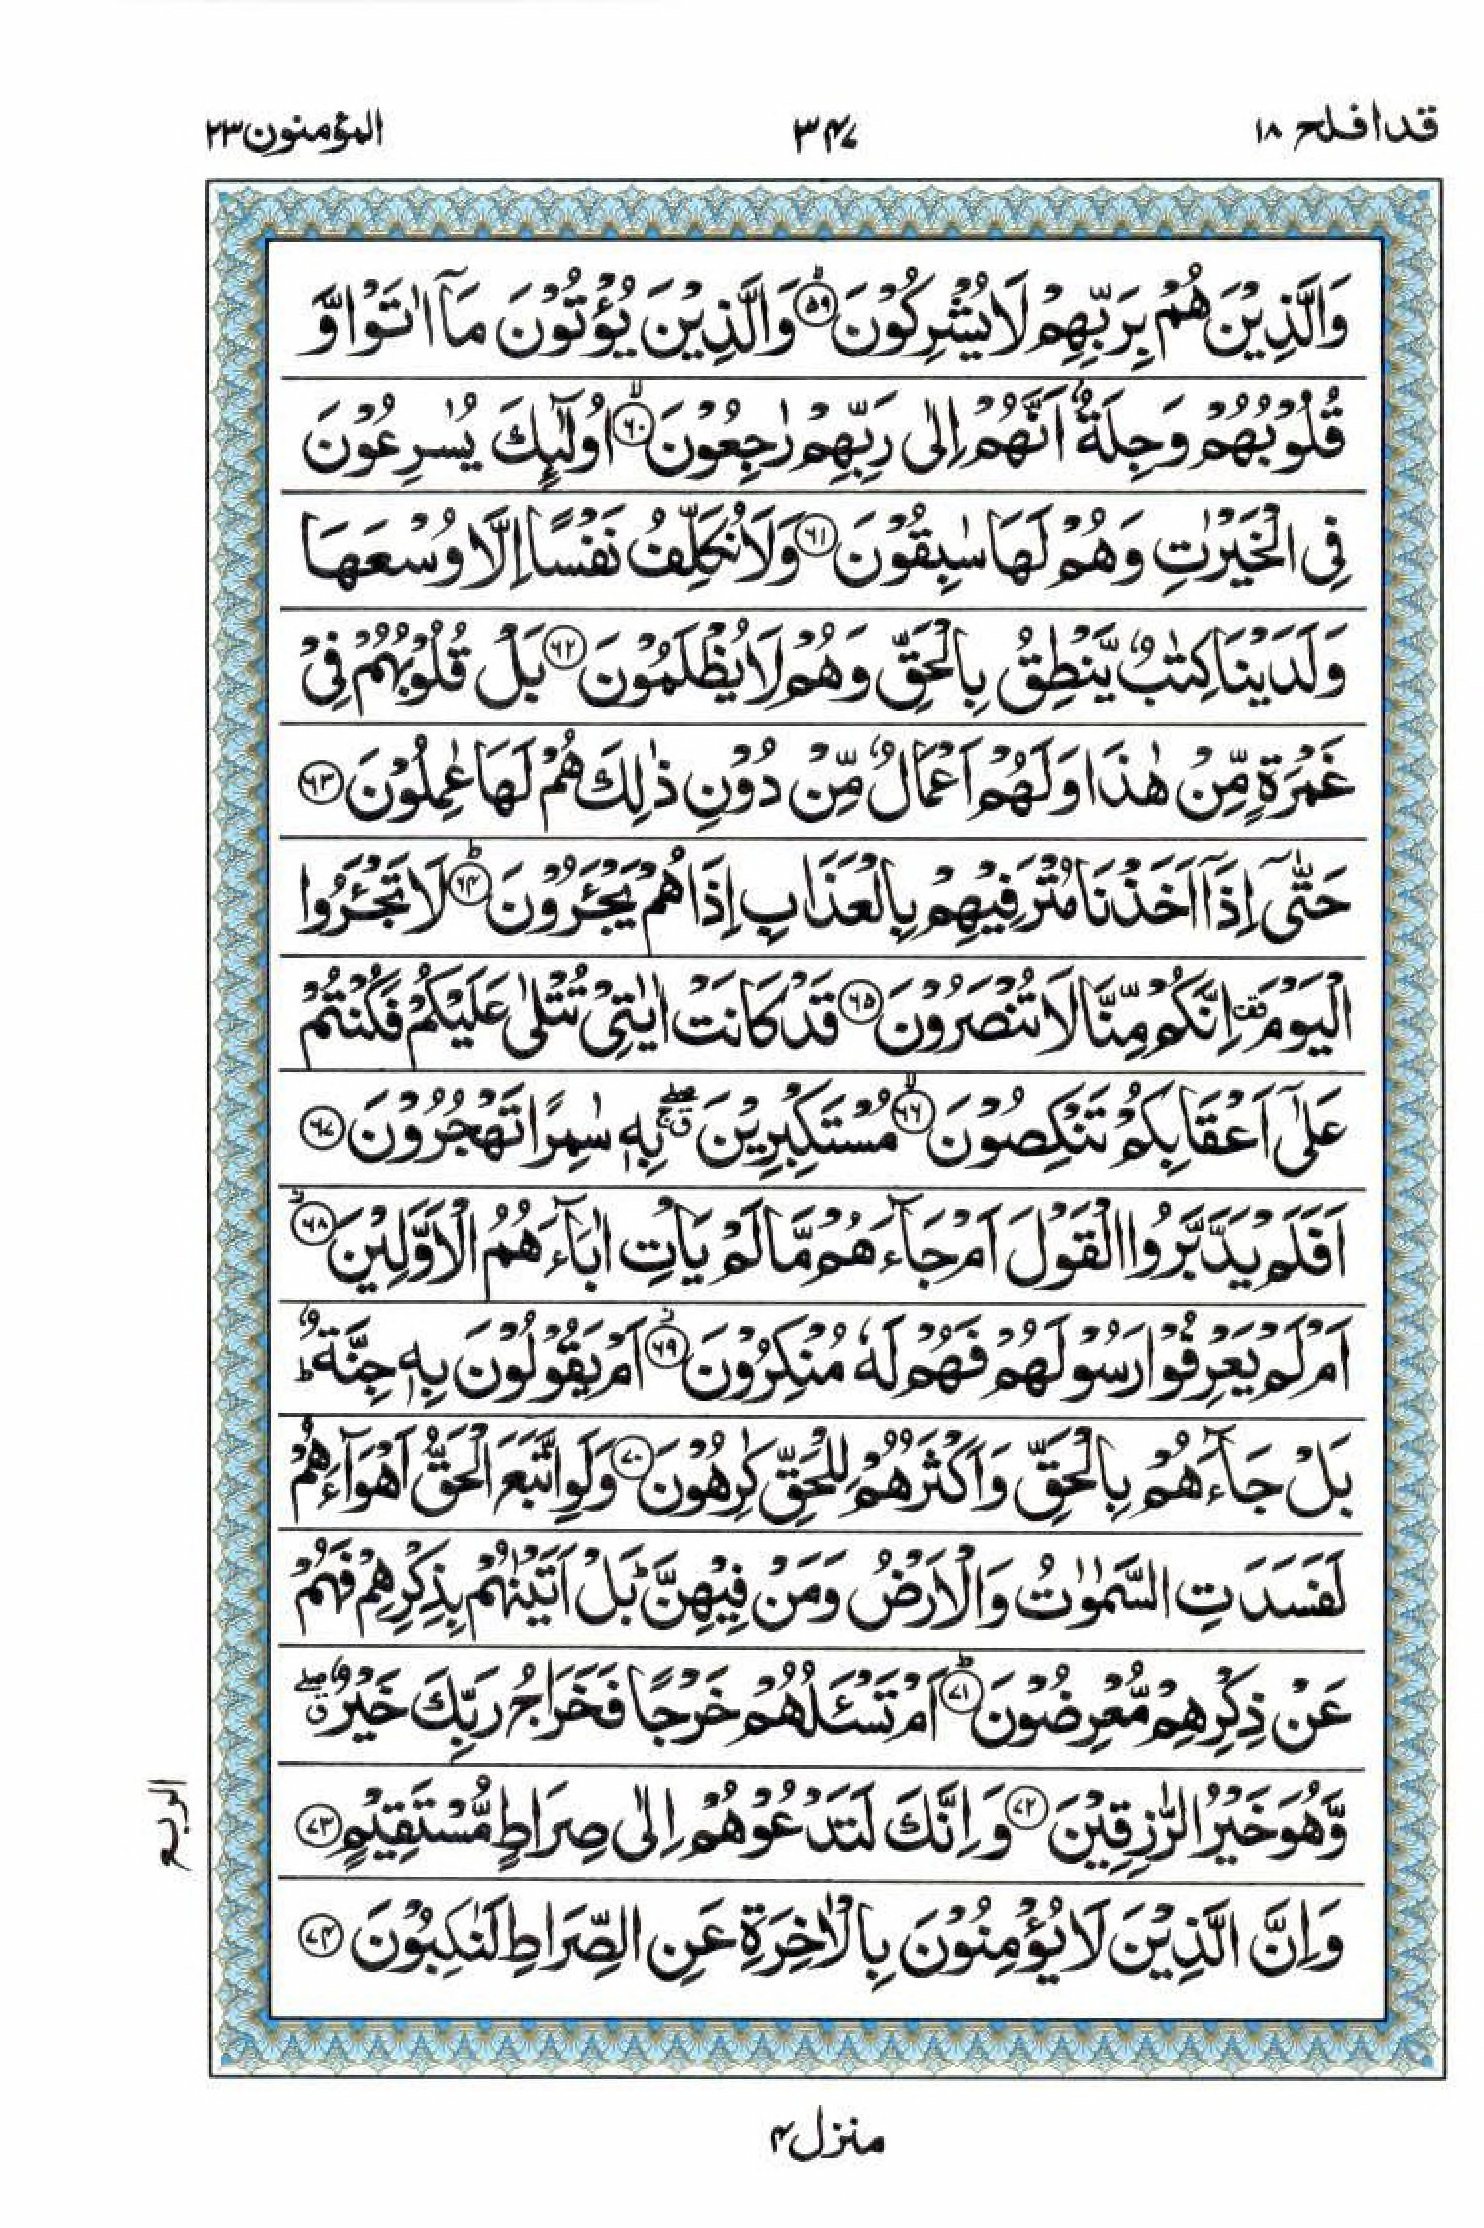 قد افلح ۱۸
۳۴۷
المؤمنون ۲۳
وَالَّذِيْنَ هُمْ بِرَبِّهِمْ لَا يُشْرِكُوْنَ ۙ‏﴿۵۹﴾ وَالَّذِيْنَ يُؤْتُوْنَ مَاۤ اٰتَوْا وَّ
قُلُوْبُهُمْ وَجِلَةٌ اَنَّهُمْ اِلٰى رَبِّهِمْ رٰجِعُوْنَ ۙ﴿۶۰﴾ اُولٰٓئِكَ يُسٰرِعُوْنَ
فِى الْخَيْرٰتِ وَهُمْ لَهَا سٰبِقُوْنَ ﴿۶۱﴾ وَلَا نُكَلِّفُ نَفْسًا اِلَّا وُسْعَهَا
وَلَدَيْنَا كِتٰبٌ يَّنْطِقُ بِالْحَقِّ وَهُمْ لَا يُظْلَمُوْنَ ﴿۶۲﴾ بَلْ قُلُوْبُهُمْ فِىْ
غَمْرَةٍ مِّنْ هٰذَا وَلَهُمْ اَعْمَالٌ مِّنْ دُوْنِ ذٰلِكَ هُمْ لَهَا عٰمِلُوْنَ ﴿۶۳﴾
حَتّٰىۤ اِذَاۤ اَخَذْنَا مُتْرَفِيْهِمْ بِالْعَذَابِ اِذَا هُمْ يَجْئَرُوْنَ ؕ﴿۶۴﴾ لَا تَجْئَرُوا
الْيَوْمَ قف اِنَّكُمْ مِّنَّا لَا تُنْصَرُوْنَ ﴿۶۵﴾ قَدْ كَانَتْ اٰيٰتِىْ تُتْلٰى عَلَيْكُمْ فَكُنْتُمْ
عَلٰٓى اَعْقَابِكُمْ تَنْكِصُوْنَ ۙ﴿۶۶﴾ مُسْتَكْبِرِيْنَ ۖ ق ج بِهٖ سٰمِرًا تَهْجُرُوْنَ ﴿۶۷﴾
اَفَلَمْ يَدَّبَّرُوا الْقَوْلَ اَمْ جَآءَهُمْ مَّا لَمْ يَاْتِ اٰبَآءَهُمُ الْاَوَّلِيْنَ ز﴿۶۸﴾
اَمْ لَمْ يَعْرِفُوْا رَسُوْلَهُمْ فَهُمْ لَهٗ مُنْكِرُوْنَ ز﴿۶۹﴾ اَمْ يَقُوْلُوْنَ بِهٖ جِنَّةٌ ؕ
بَلْ جَآءَهُمْ بِالْحَقِّ وَاَكْثَرُهُمْ لِلْحَقِّ كٰرِهُوْنَ ﴿۷۰﴾ وَلَوِ اتَّبَعَ الْحَقُّ اَهْوَآءَهُمْ
لَفَسَدَتِ السَّمٰوٰتُ وَالْاَرْضُ وَمَنْ فِيْهِنَّ ؕ بَلْ اَتَيْنٰهُمْ بِذِكْرِهِمْ فَهُمْ
عَنْ ذِكْرِهِمْ مُّعْرِضُوْنَ ؕ﴿۷۱﴾ اَمْ تَسْئَلُهُمْ خَرْجًا فَخَرَاجُ رَبِّكَ خَيْرٌ ۖ ق
وَّهُوَ خَيْرُ الرّٰزِقِيْنَ ﴿۷۲﴾ وَاِنَّكَ لَتَدْعُوْهُمْ اِلٰى صِرَاطٍ مُّسْتَقِيْمٍ ﴿۷۳﴾
وَاِنَّ الَّذِيْنَ لَا يُؤْمِنُوْنَ بِالْاٰخِرَةِ عَنِ الصِّرَاطِ لَنٰكِبُوْنَ ﴿۷۴﴾
الربع
منزل ۴